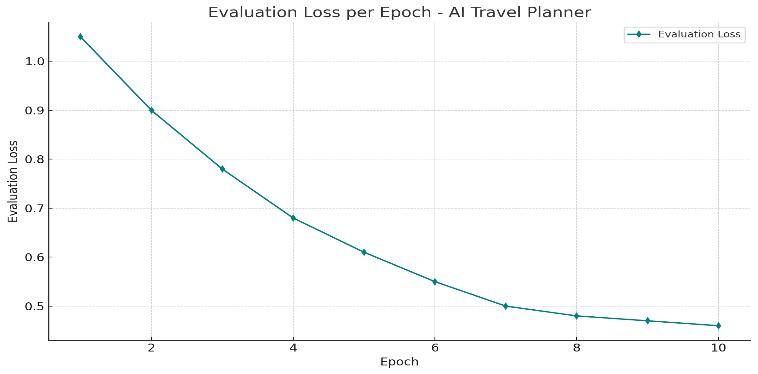 Evaluation Loss per Epoch - AI Travel Planner
Evaluation Loss
1.0
0.9
0.8
0.7
0.6
0.5
Evaluation Loss
2 4 6 8 10
Epoch